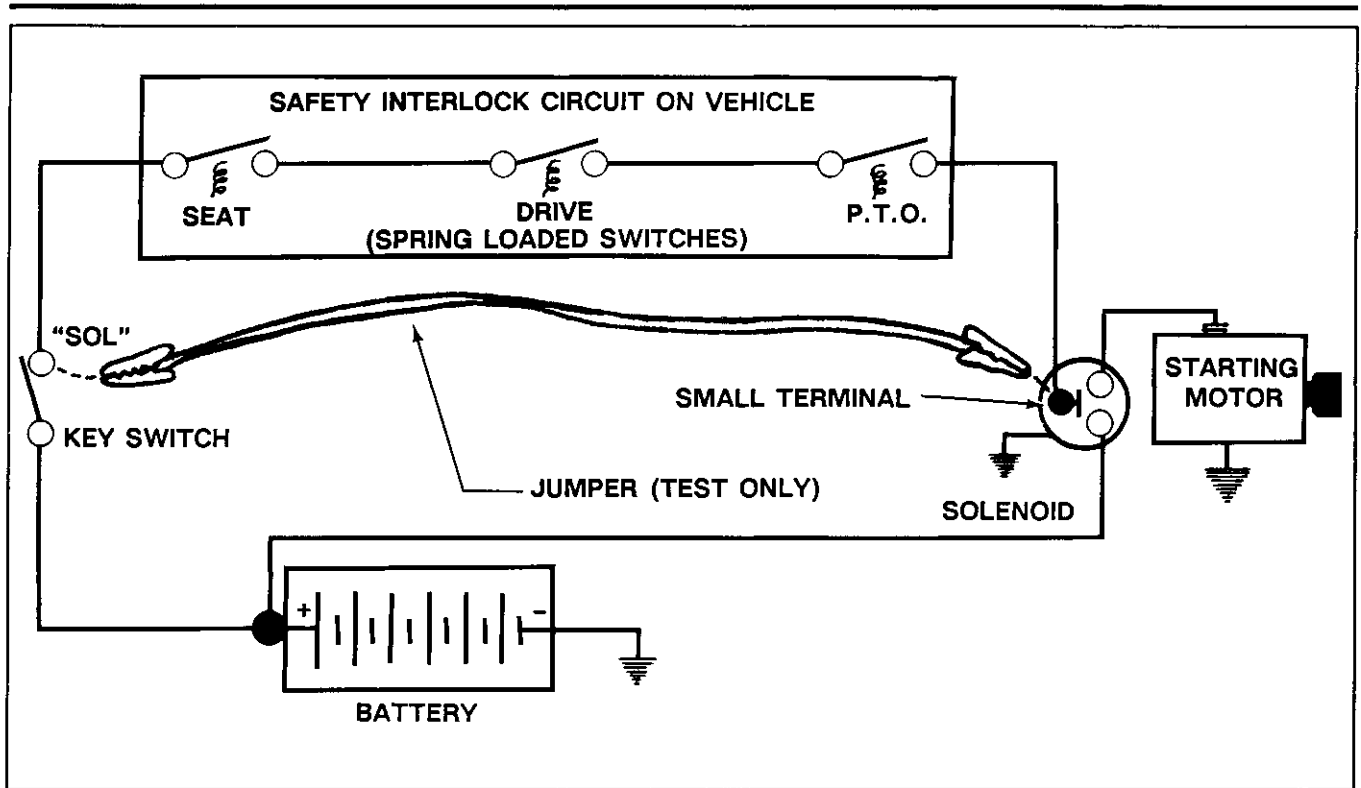 SAFETY INTERLOCK CIRCUIT ON VEHICLE
SEAT
DRIVE
P.T.O.
(SPRING LOADED SWITCHES)
"SOL"
KEY SWITCH
SMALL TERMINAL
STARTING
MOTOR
JUMPER (TEST ONLY)
SOLENOID
+
-
BATTERY